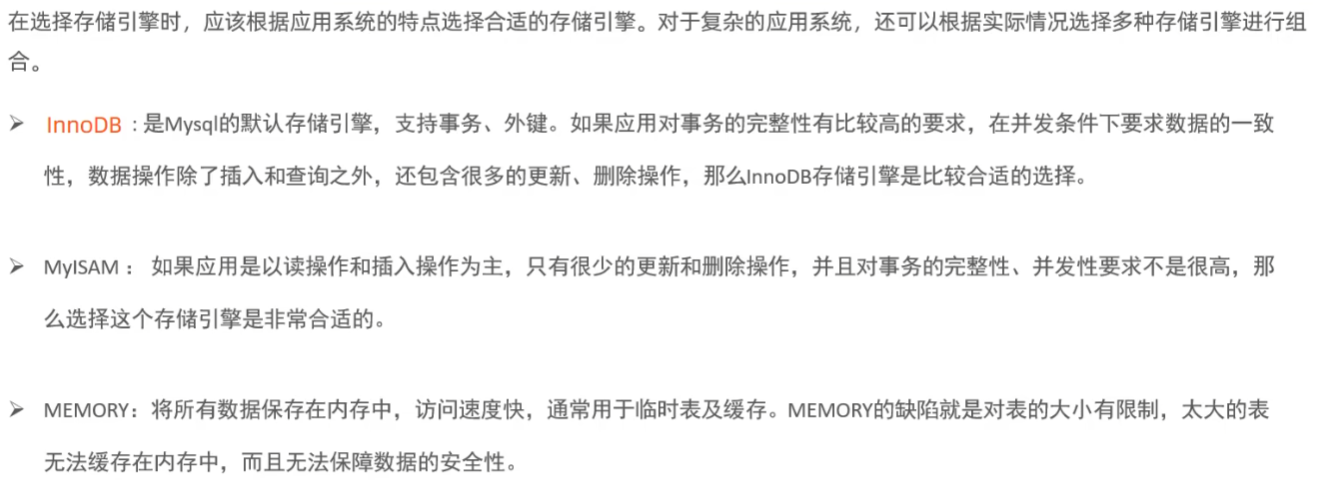 在选择存储引擎时，应该根据应用系统的特点选择合适的存储引擎。对于复杂的应用系统，还可以根据实际情况选择多种存储引擎进行组
合。
➢ InnoDB : 是Mysql的默认存储引擎，支持事务、外键。如果应用对事务的完整性有比较高的要求，在并发条件下要求数据的一致
性，数据操作除了插入和查询之外，还包含很多的更新、删除操作，那么InnoDB存储引擎是比较合适的选择。
➢ MyISAM ： 如果应用是以读操作和插入操作为主，只有很少的更新和删除操作，并且对事务的完整性、并发性要求不是很高，那
么选择这个存储引擎是非常合适的。
➢ MEMORY：将所有数据保存在内存中，访问速度快，通常用于临时表及缓存。MEMORY的缺陷就是对表的大小有限制，太大的表
无法缓存在内存中，而且无法保障数据的安全性。